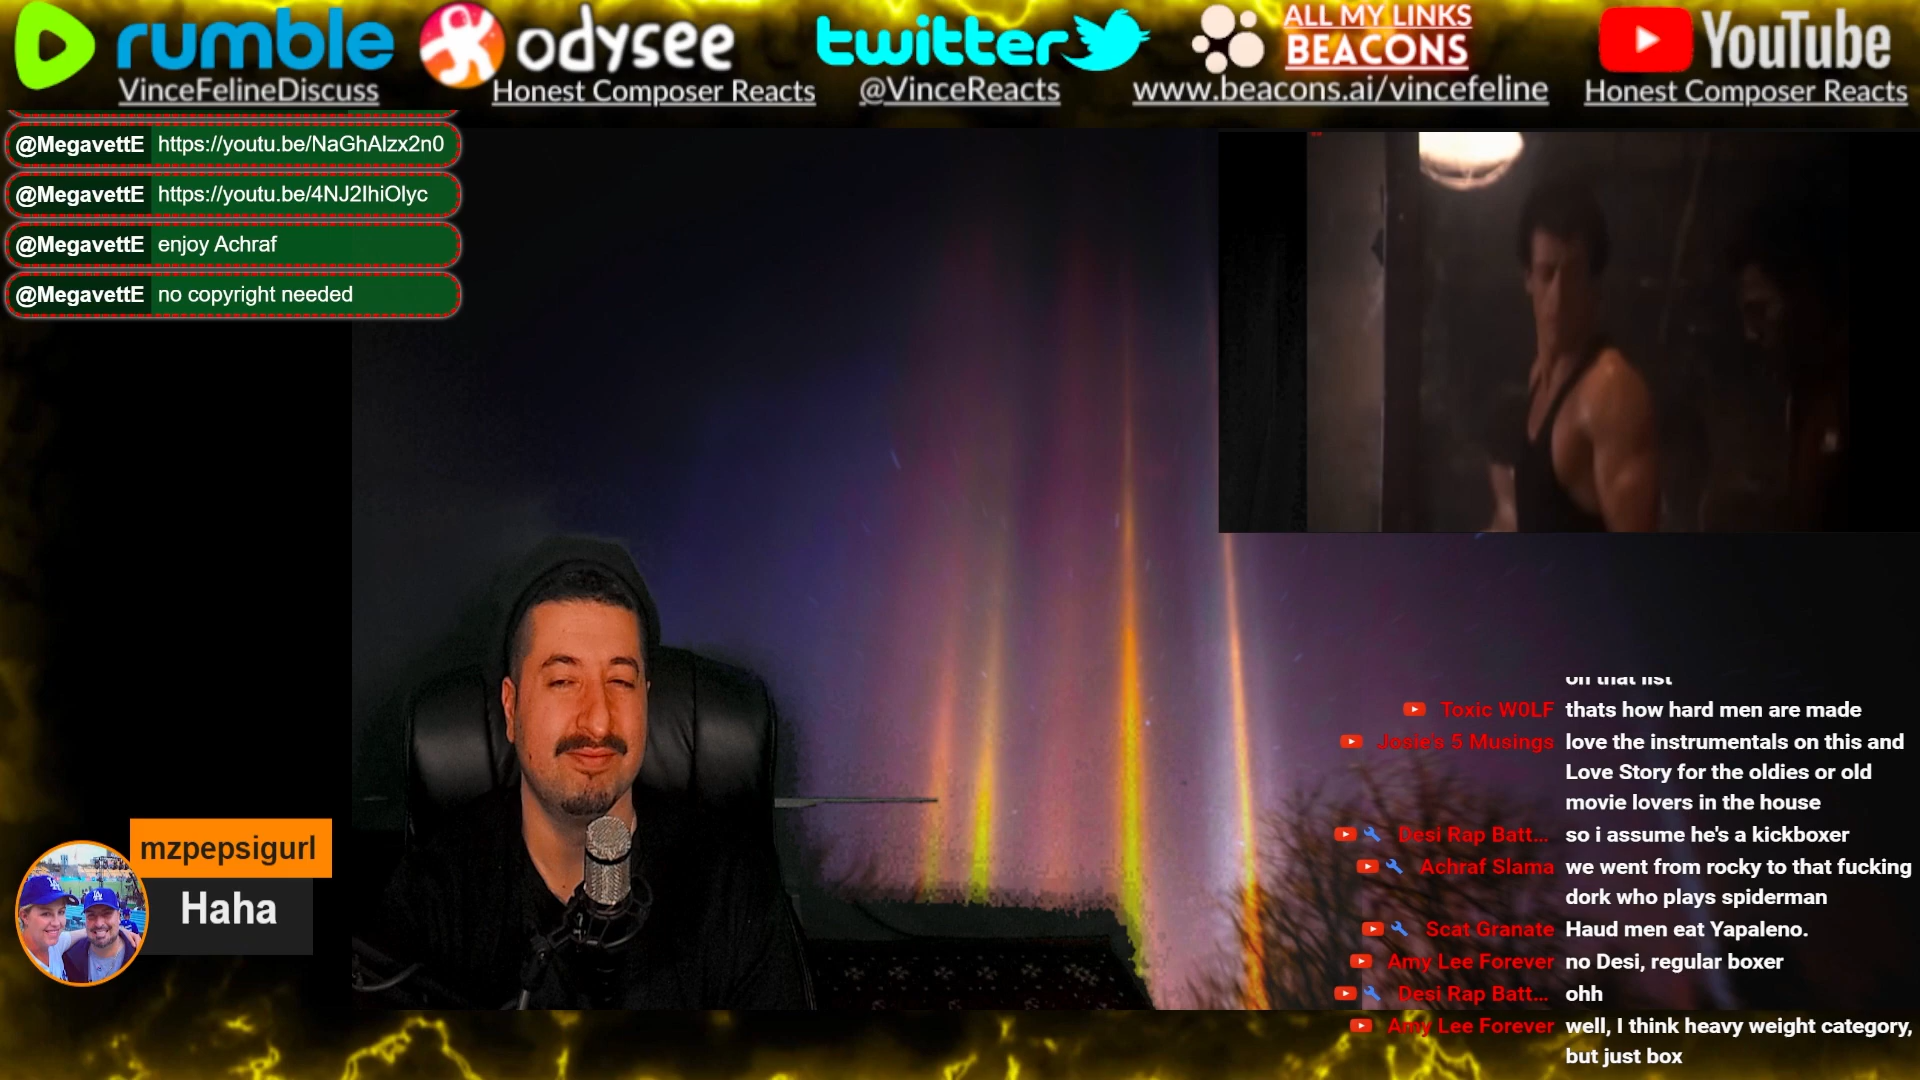 rumble
VinceFelineDiscuss
odysee
Honest Composer Reacts
twitter
@VinceReacts
ALL MY LINKS
BEACONS
www.beacons.ai/vincefeline
YouTube
Honest Composer Reacts
@MegavettE https://youtu.be/NaGhAlzx2n0
@MegavettE https://youtu.be/4NJ2IhiOlyc
@MegavettE enjoy Achraf
@MegavettE no copyright needed
mzpepsigurl
Haha
on that list
Toxic W0LF thats how hard men are made
Josie's 5 Musings love the instrumentals on this and
Love Story for the oldies or old
movie lovers in the house
Desi Rap Batt... so i assume he's a kickboxer
Achraf Slama we went from rocky to that fucking
dork who plays spiderman
Scat Granate Haud men eat Yapaleno.
Amy Lee Forever no Desi, regular boxer
Desi Rap Batt... ohh
Amy Lee Forever well, I think heavy weight category,
but just box